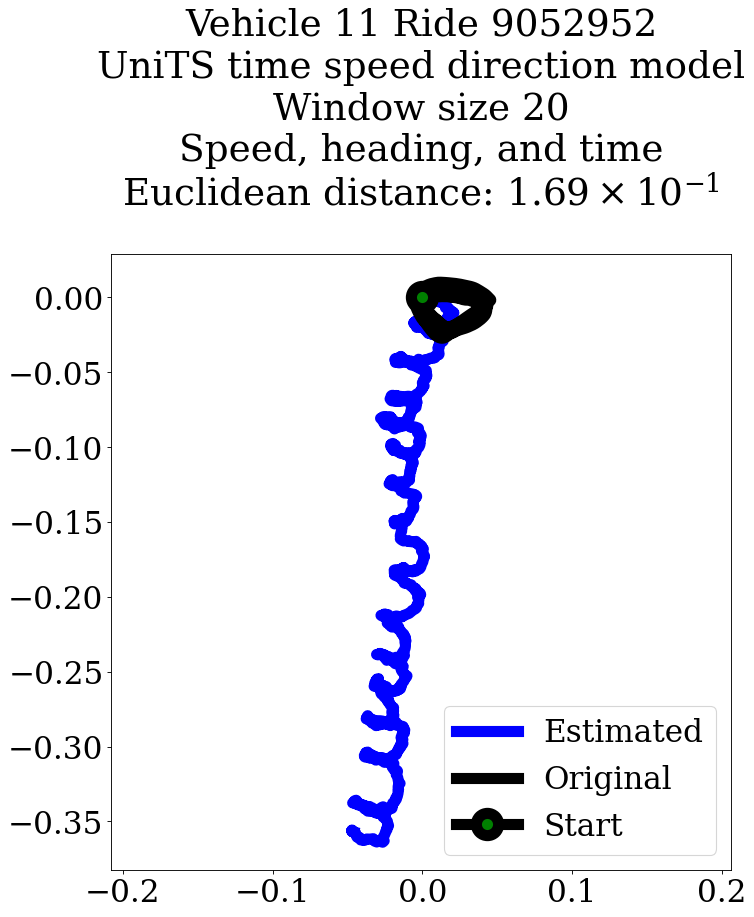 Vehicle 11 Ride 9052952
UniTS time speed direction model
Window size 20
Speed, heading, and time
Euclidean distance: $1.69 \times 10^{-1}$
0.00
−0.05
−0.10
−0.15
−0.20
−0.25
−0.30
−0.35
Estimated
Original
Start
−0.2 −0.1 0.0 0.1 0.2